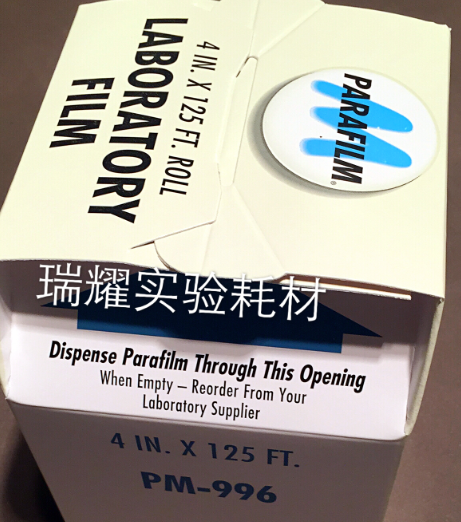 4 IN. X 125 FT. ROLL
LABORATORY
FILM
PARAFILM®
瑞耀实验耗材
Dispense Parafilm Through This Opening
When Empty – Reorder From Your
Laboratory Supplier
4 IN. X 125 FT.
PM-996